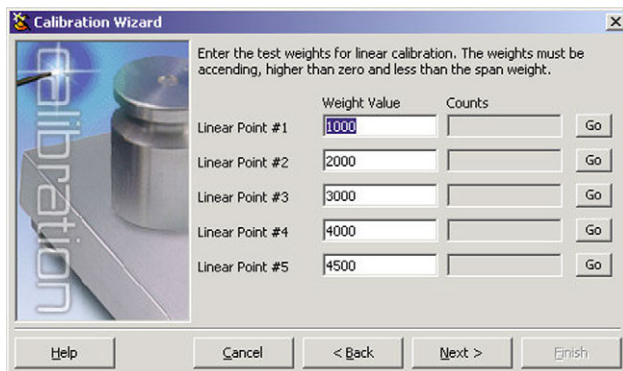 Calibration Wizard
Enter the test weights for linear calibration. The weights must be
accending, higher than zero and less than the span weight.
Weight Value Counts
Linear Point #1 1000 Go
Linear Point #2 2000 Go
Linear Point #3 3000 Go
Linear Point #4 4000 Go
Linear Point #5 4500 Go
calibration
Help Cancel < Back Next > Finish